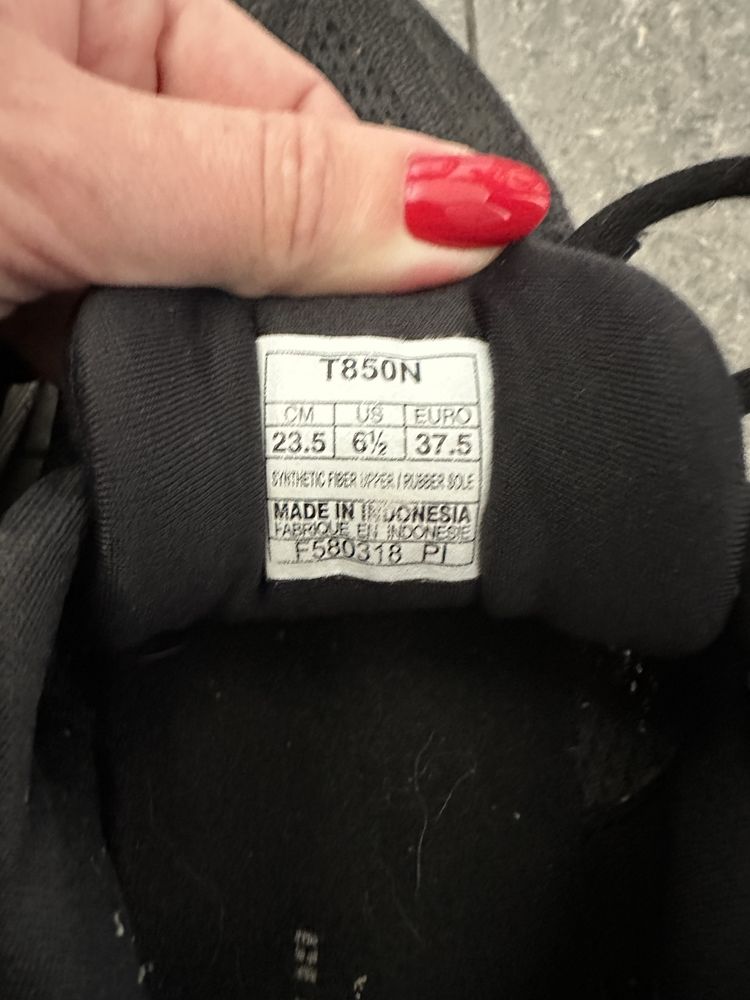 T850N
CM US EURO
23.5 6½ 37.5
SYNTHETIC FIBER UPPER / RUBBER SOLE
MADE IN INDONESIA
FABRIQUE EN INDONESIE
F580318 PI